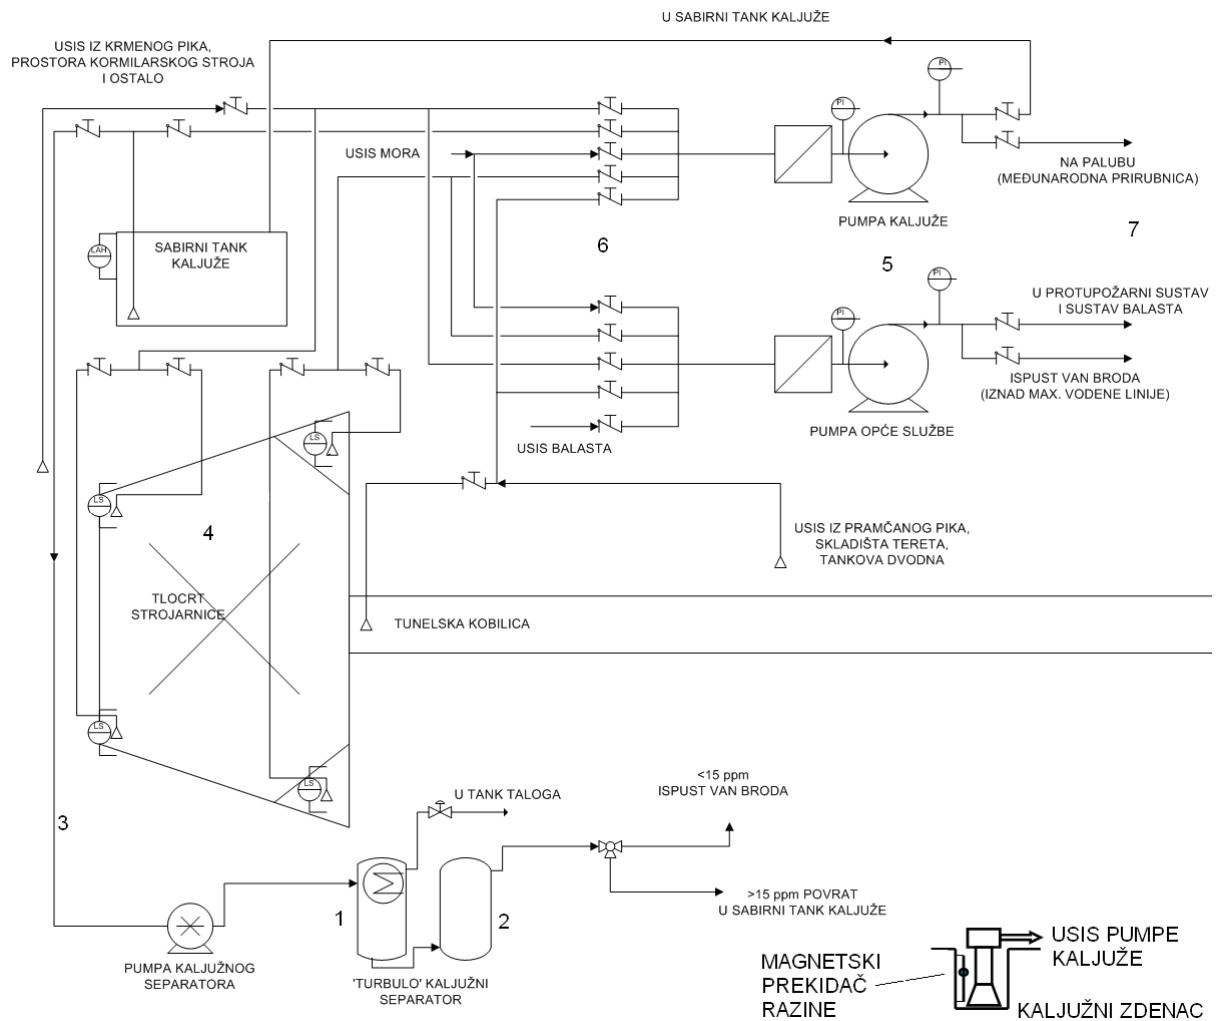 U SABIRNI TANK KALJUŽE
USIS IZ KRMENOG PIKA,
PROSTORA KORMILARSKOG STROJA
I OSTALO
PI
PI
USIS MORA
NA PALUBU
(MEĐUNARODNA PRIRUBNICA)
PUMPA KALJUŽE
7
6
SABIRNI TANK
KALJUŽE
LAH
5
PI
PI
U PROTUPOŽARNI SUSTAV
I SUSTAV BALASTA
ISPUST VAN BRODA
(IZNAD MAX. VODENE LINIJE)
PUMPA OPĆE SLUŽBE
USIS BALASTA
LS
LS
4
USIS IZ PRAMČANOG PIKA,
SKLADIŠTA TERETA,
TANKOVA DVODNA
TLOCRT
STROJARNICE
TUNELSKA KOBILICA
LS
LS
<15 ppm
ISPUST VAN BRODA
U TANK TALOGA
3
>15 ppm POVRAT
U SABIRNI TANK KALJUŽE
1
2
PUMPA KALJUŽNOG
SEPARATORA
'TURBULO' KALJUŽNI
SEPARATOR
USIS PUMPE
KALJUŽE
MAGNETSKI
PREKIDAČ
RAZINE
KALJUŽNI ZDENAC